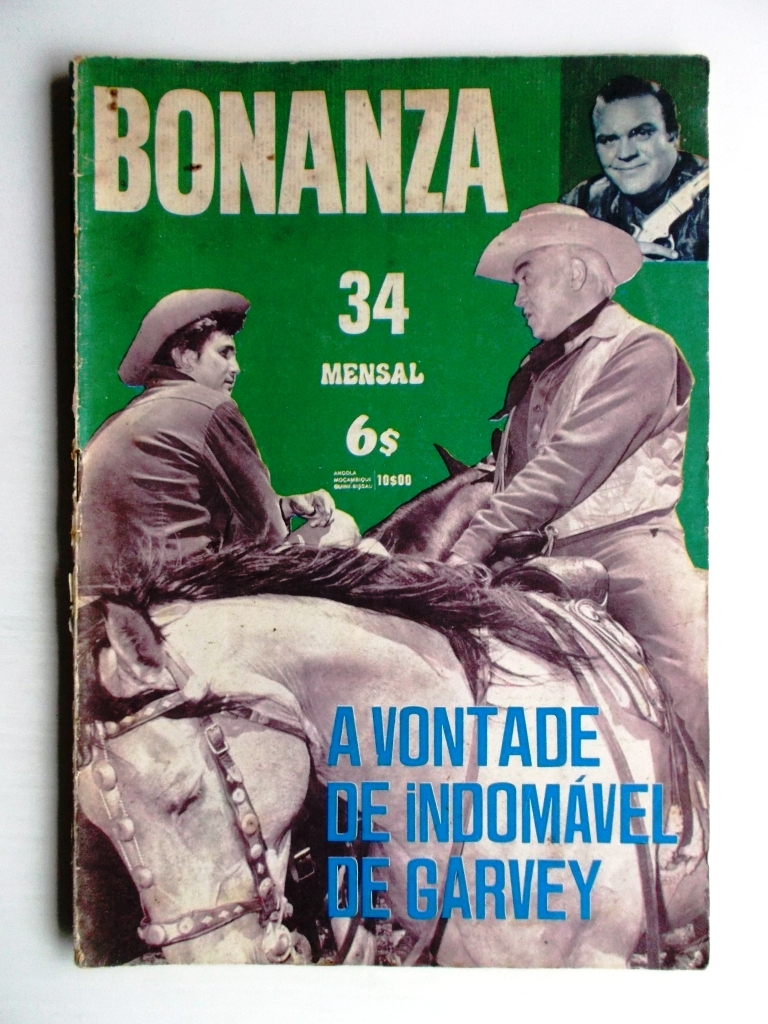 BONANZA
34
MENSAL
6$
ANGOLA
MOÇAMBIQUE
GUINÉ-BISSAU
10$00
A VONTADE
DE iNDOMÁVEL
DE GARVEY